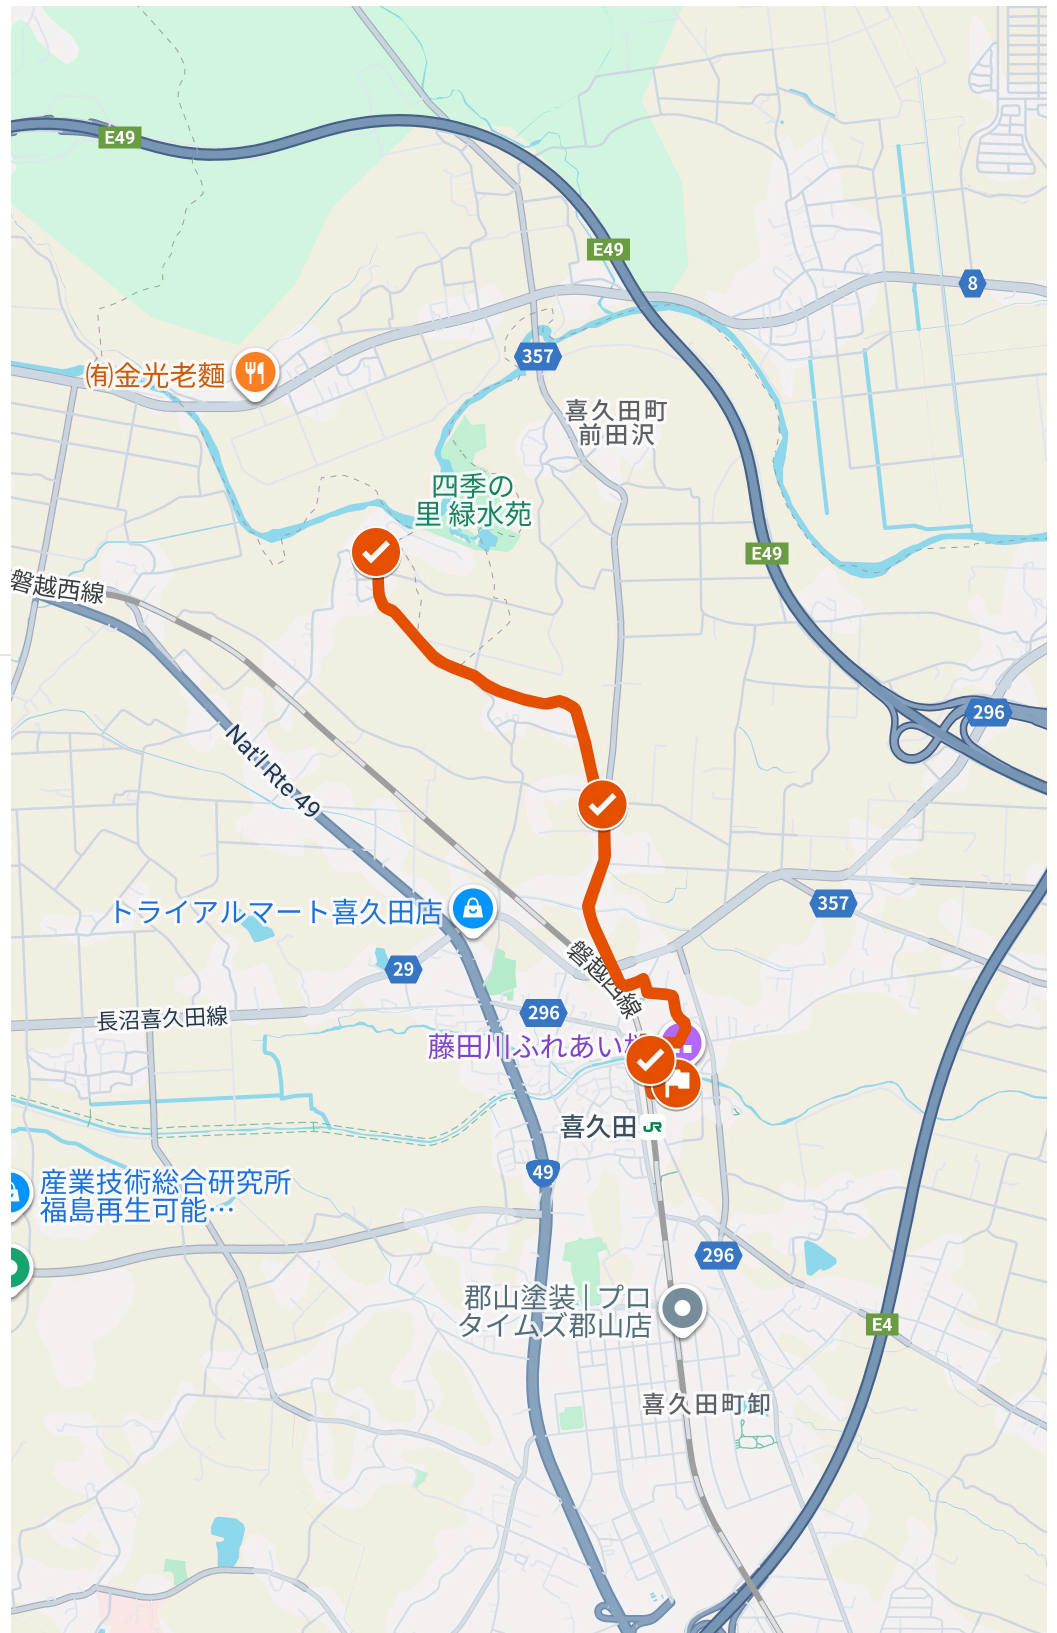 E49
E49
8
357
㈲金光老麵
喜久田町
前田沢
四季の
里 緑水苑
E49
磐越西線
296
Nat'l Rte 49
トライアルマート喜久田店
357
29
磐越西線
296
長沼喜久田線
藤田川ふれあい
喜久田
JR
産業技術総合研究所
福島再生可能…
49
296
郡山塗装｜プロ
タイムズ郡山店
E4
喜久田町卸